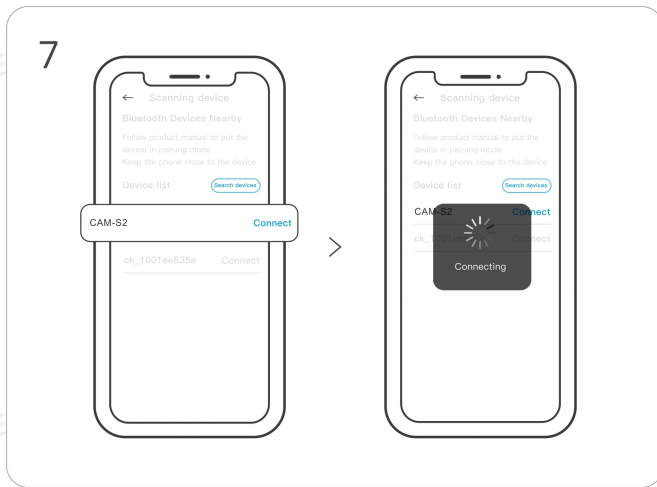 7
← Scanning device
Bluetooth Devices Nearby
Follow product manual to put the
device in patrung mode
Keep the phone close to the device
Device list Search devices
CAM-S2 Connect
ck_1001ee635a Connect
>
← Scanning device
Bluetooth Devices Nearby
Follow product manual to put the
device in patrung mode
Keep the phone close to the device
Device list Search devices
CAM-S2 Connect
Connect
Connecting